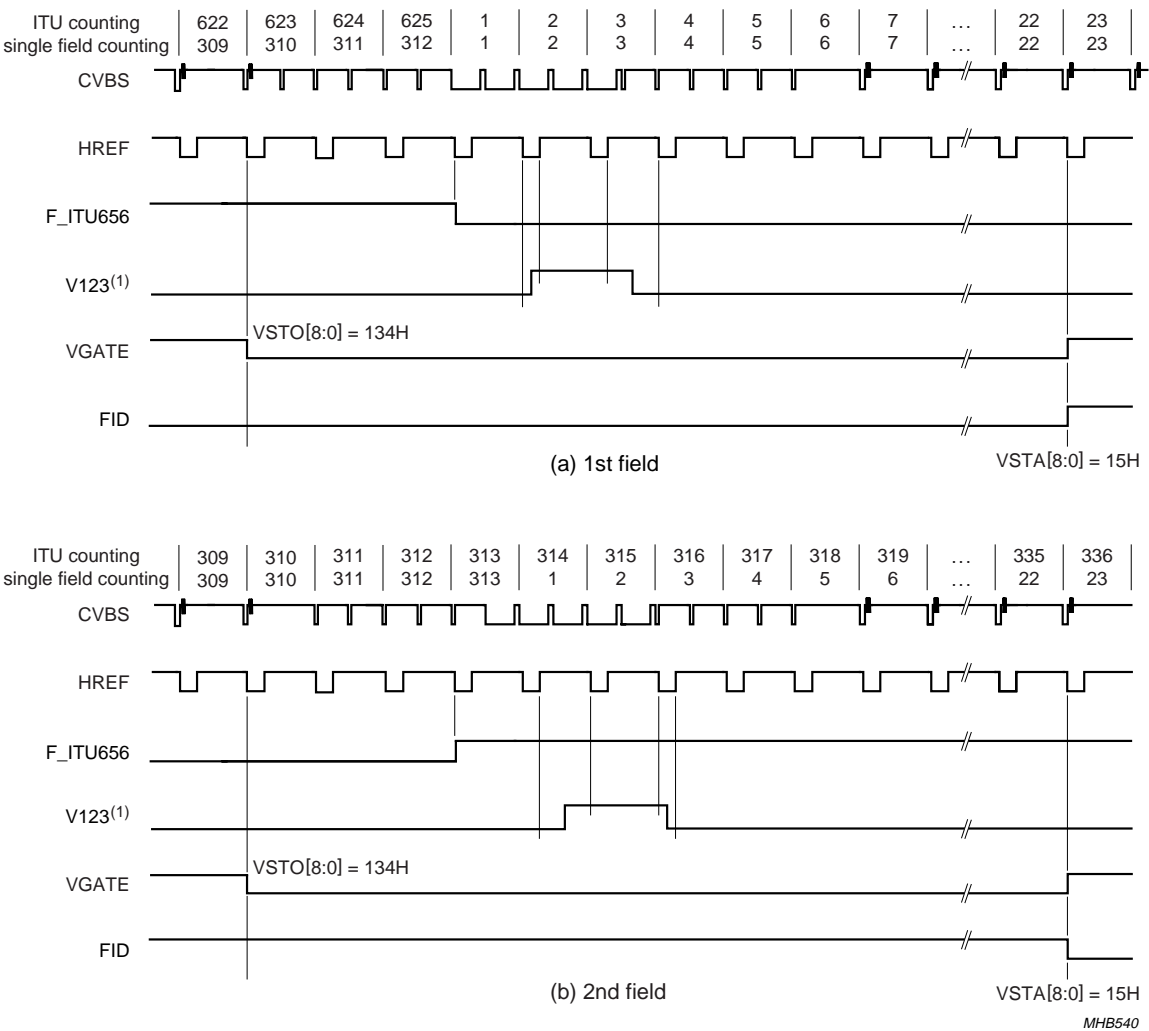 ITU counting 622 623 624 625 1 2 3 4 5 6 7 ... 22 23
single field counting 309 310 311 312 1 2 3 4 5 6 7 ... 22 23
CVBS
HREF
F_ITU656
V123(1)
VSTO[8:0] = 134H
VGATE
FID
(a) 1st field
VSTA[8:0] = 15H
ITU counting 309 310 311 312 313 314 315 316 317 318 319 ... 335 336
single field counting 309 310 311 312 313 1 2 3 4 5 6 ... 22 23
CVBS
HREF
F_ITU656
V123(1)
VSTO[8:0] = 134H
VGATE
FID
(b) 2nd field
VSTA[8:0] = 15H
MHB540